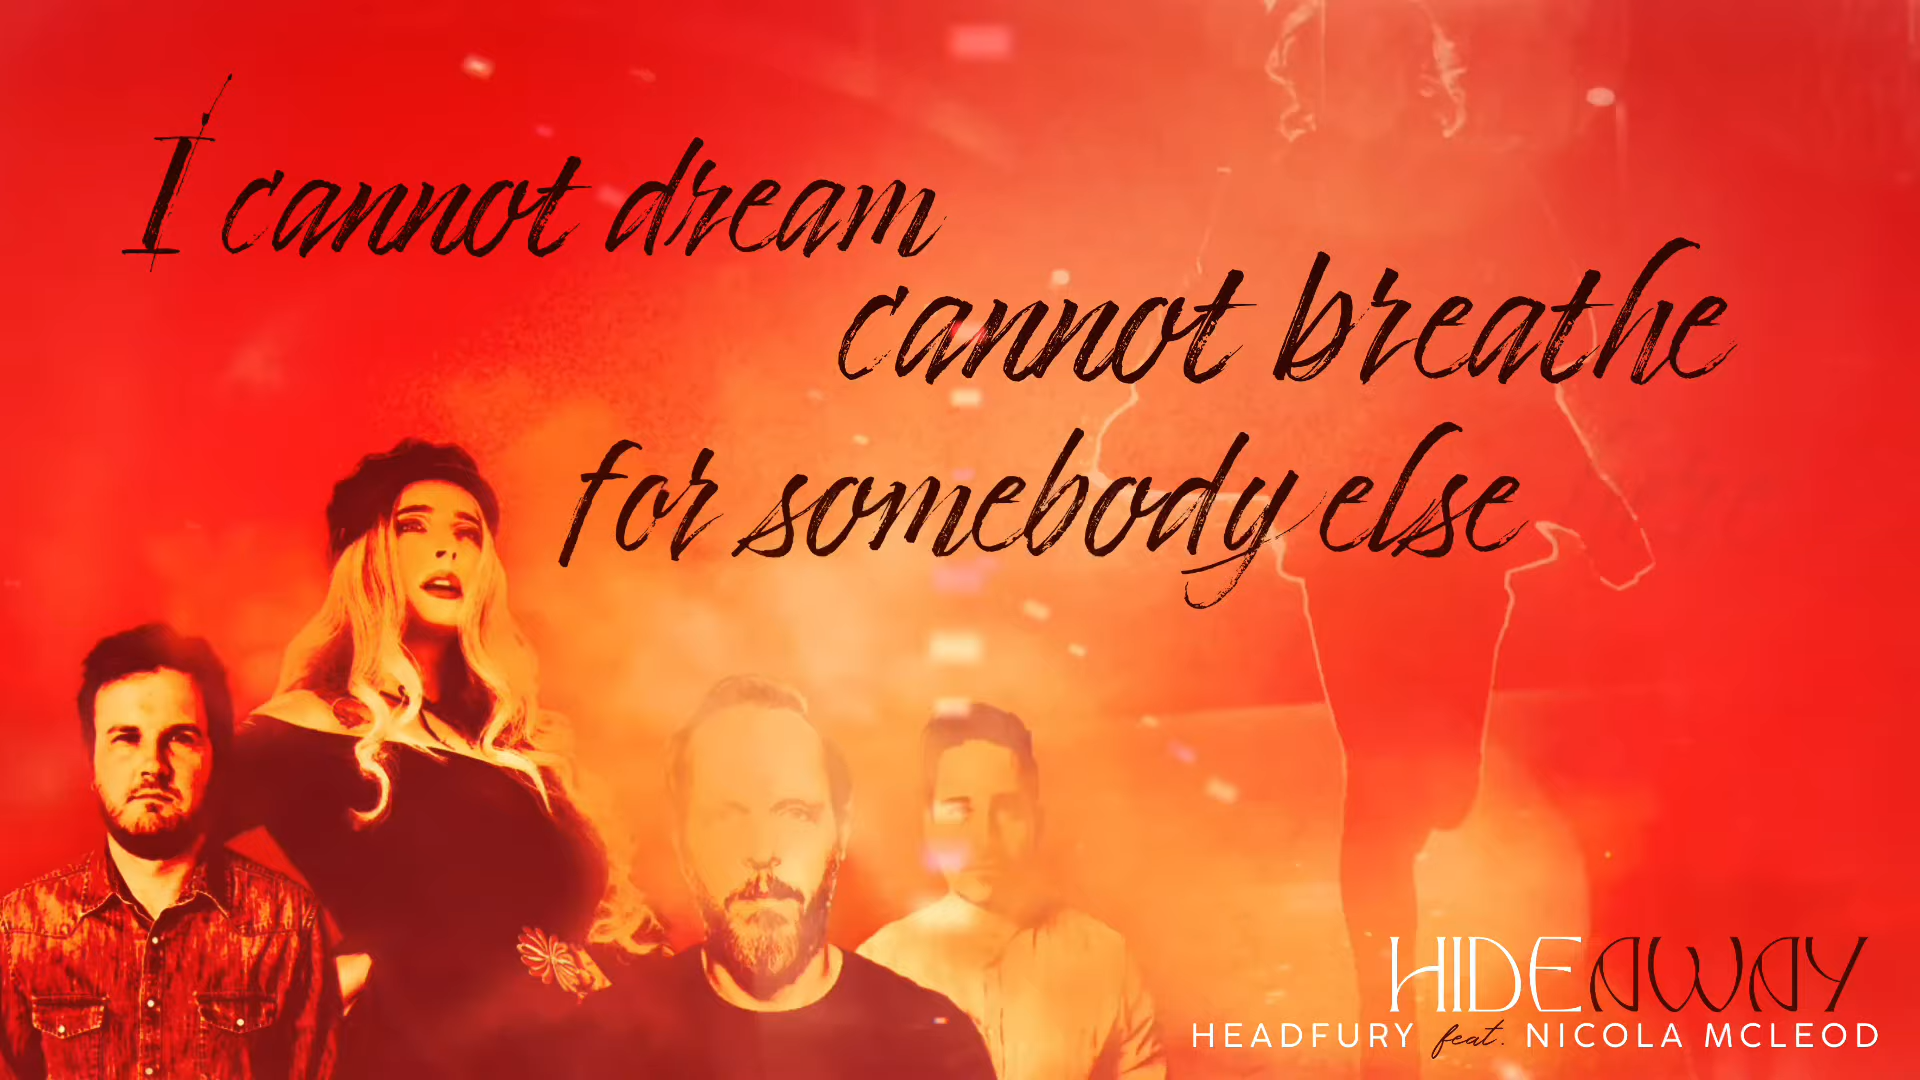 I cannot dream
cannot breathe
for somebody else
HIDEAWAY
HEADFURY feat. NICOLA MCLEOD